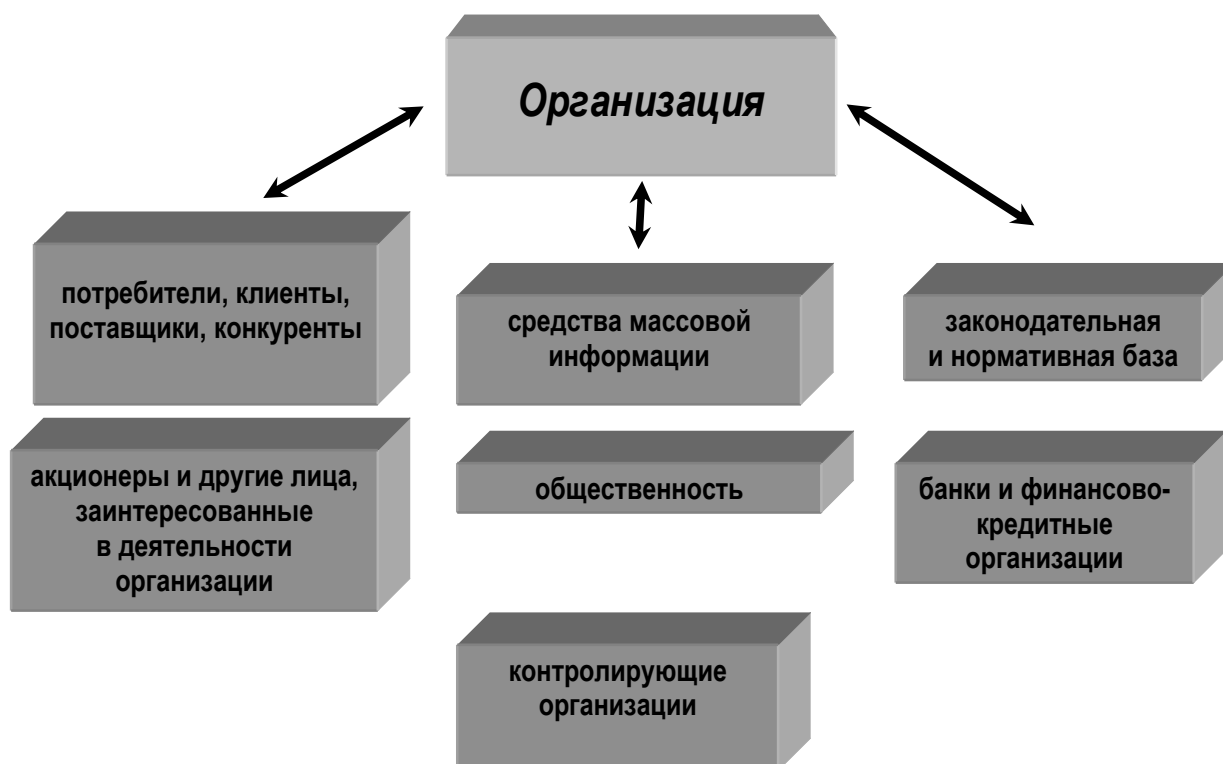 Организация
потребители, клиенты,
поставщики, конкуренты
средства массовой
информации
законодательная
и нормативная база
акционеры и другие лица,
заинтересованные
в деятельности
организации
общественность
банки и финансово-
кредитные
организации
контролирующие
организации